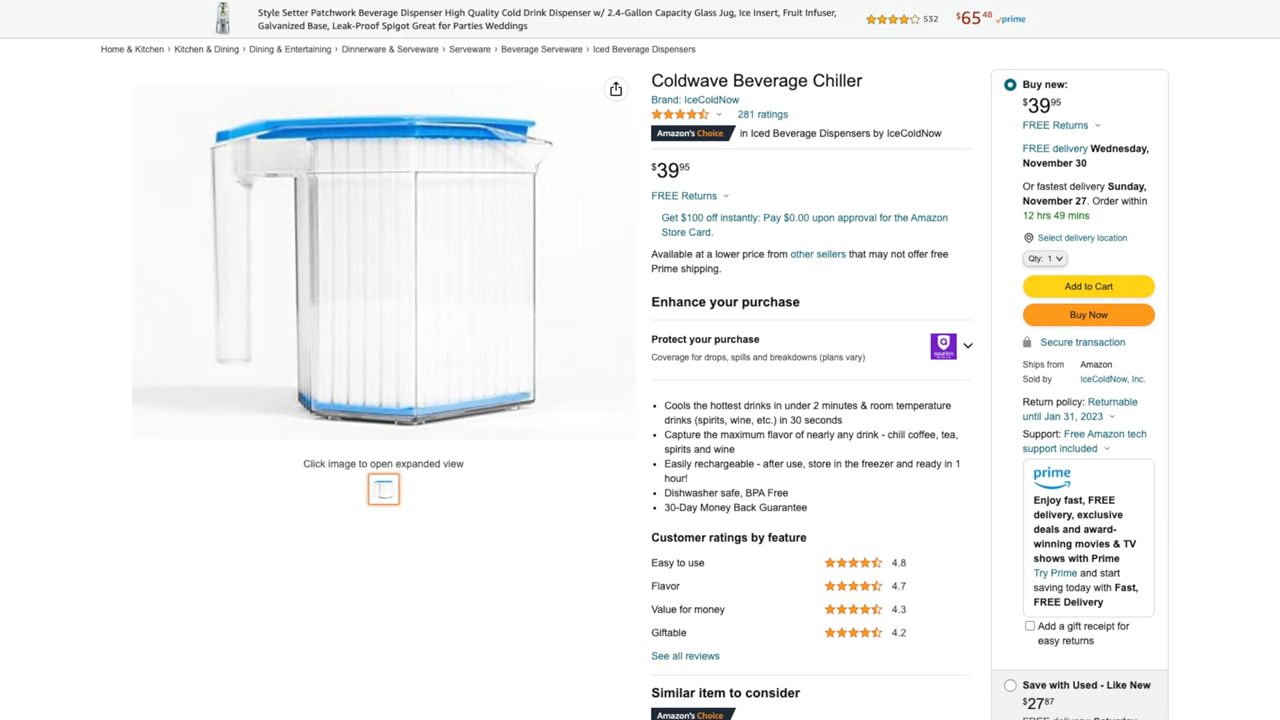 Style Setter Patchwork Beverage Dispenser High Quality Cold Drink Dispenser w/ 2.4-Gallon Capacity Glass Jug, Ice Insert, Fruit Infuser,
Galvanized Base, Leak-Proof Spigot Great for Parties Weddings
532
$65 48 prime
Home & Kitchen › Kitchen & Dining › Dining & Entertaining › Dinnerware & Serveware › Serveware › Beverage Serveware › Iced Beverage Dispensers
Click image to open expanded view
Coldwave Beverage Chiller
Brand: IceColdNow
281 ratings
Amazon's Choice in Iced Beverage Dispensers by IceColdNow
$39 95
FREE Returns
Get $100 off instantly: Pay $0.00 upon approval for the Amazon
Store Card.
Available at a lower price from other sellers that may not offer free
Prime shipping.
Enhance your purchase
Protect your purchase
Coverage for drops, spills and breakdowns (plans vary)
asurion
• Cools the hottest drinks in under 2 minutes & room temperature
drinks (spirits, wine, etc.) in 30 seconds
• Capture the maximum flavor of nearly any drink - chill coffee, tea,
spirits and wine
• Easily rechargeable - after use, store in the freezer and ready in 1
hour!
• Dishwasher safe, BPA Free
• 30-Day Money Back Guarantee
Customer ratings by feature
Easy to use 4.8
Flavor 4.7
Value for money 4.3
Giftable 4.2
See all reviews
Similar item to consider
Amazon's Choice
Buy new:
$39 95
FREE Returns
FREE delivery Wednesday,
November 30
Or fastest delivery Sunday,
November 27. Order within
12 hrs 49 mins
Select delivery location
Qty: 1
Add to Cart
Buy Now
Secure transaction
Ships from Amazon
Sold by IceColdNow, Inc.
Return policy: Returnable
until Jan 31, 2023
Support: Free Amazon tech
support included
prime
Enjoy fast, FREE
delivery, exclusive
deals and award-
winning movies & TV
shows with Prime
Try Prime and start
saving today with Fast,
FREE Delivery
Add a gift receipt for
easy returns
Save with Used - Like New
$27 87